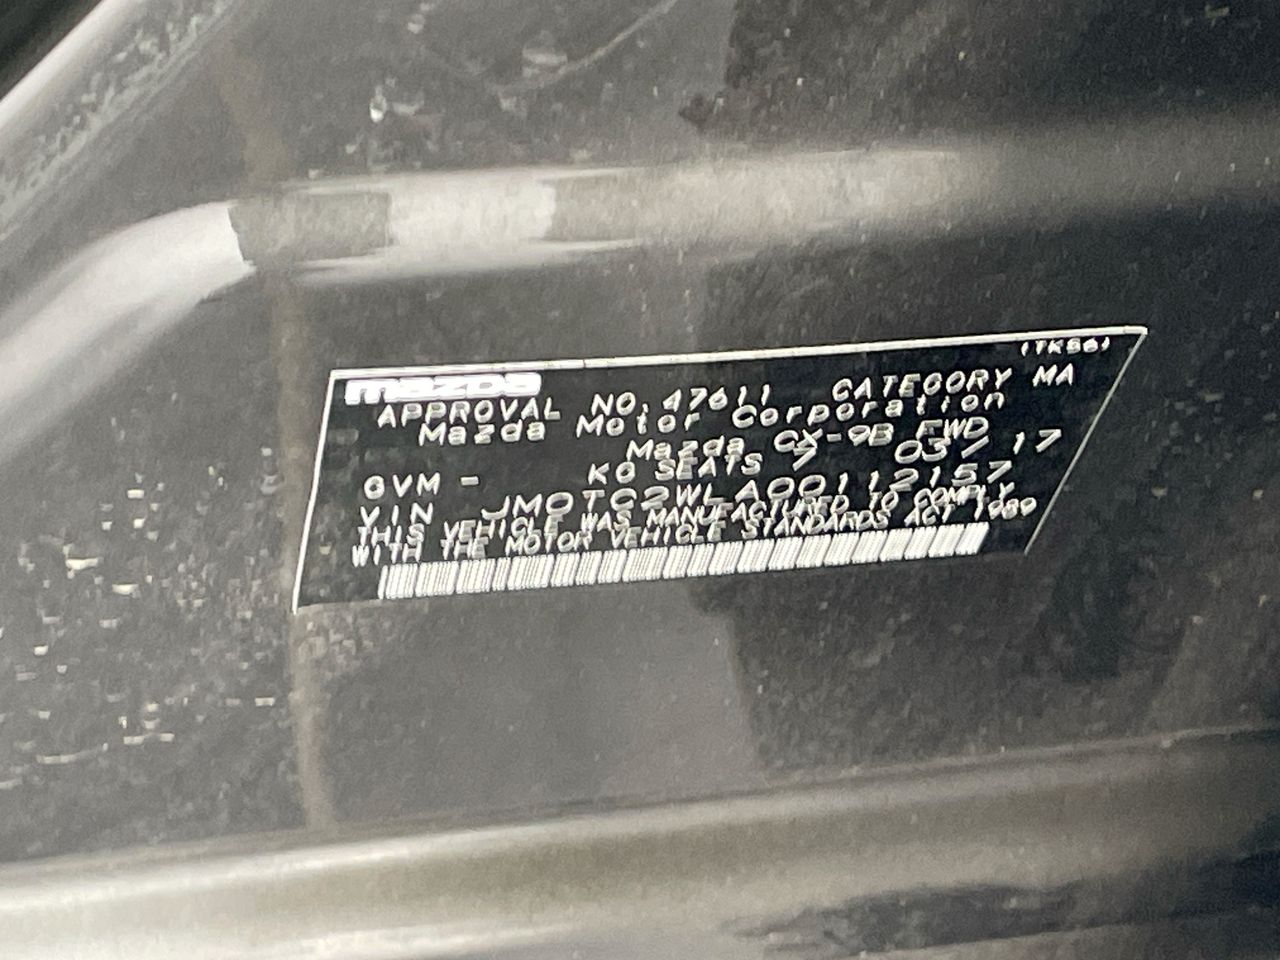 (TK56)
mazda
APPROVAL NO. 47611 CATEGORY MA
Mazda Motor Corporation
Mazda CX-9B FWD
GVM - KG SEATS 7 03/17
VIN JM0TC2WLA00112157
THIS VEHICLE WAS MANUFACTURED TO COMPLY
WITH THE MOTOR VEHICLE STANDARDS ACT 1989